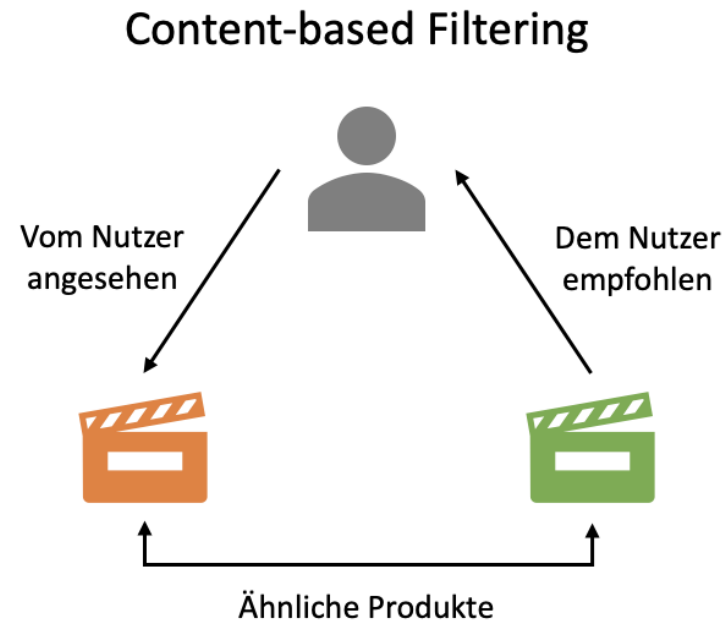 Content-based Filtering
Vom Nutzer
angesehen
Dem Nutzer
empfohlen
Ähnliche Produkte